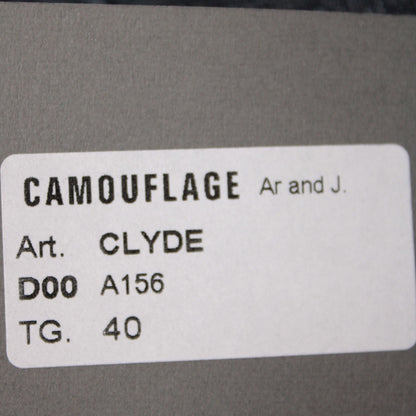 CAMOUFLAGE Ar and J.
Art. CLYDE
D00 A156
TG. 40